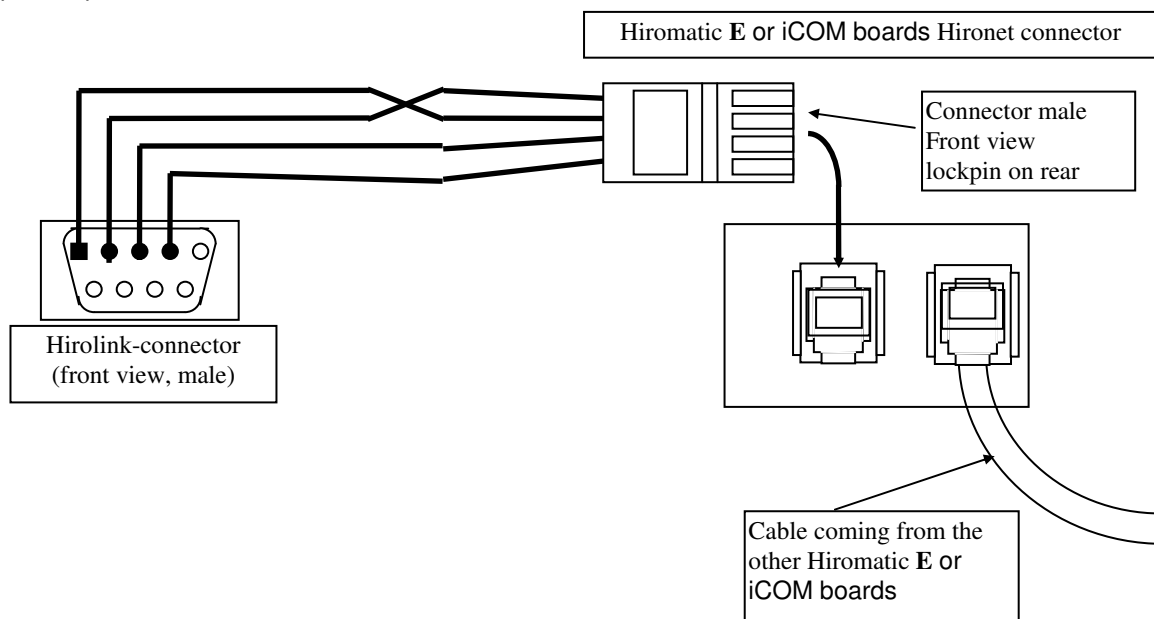 Hiromatic E or iCOM boards Hironet connector
Connector male
Front view
lockpin on rear
Hirolink-connector
(front view, male)
Cable coming from the
other Hiromatic E or
iCOM boards